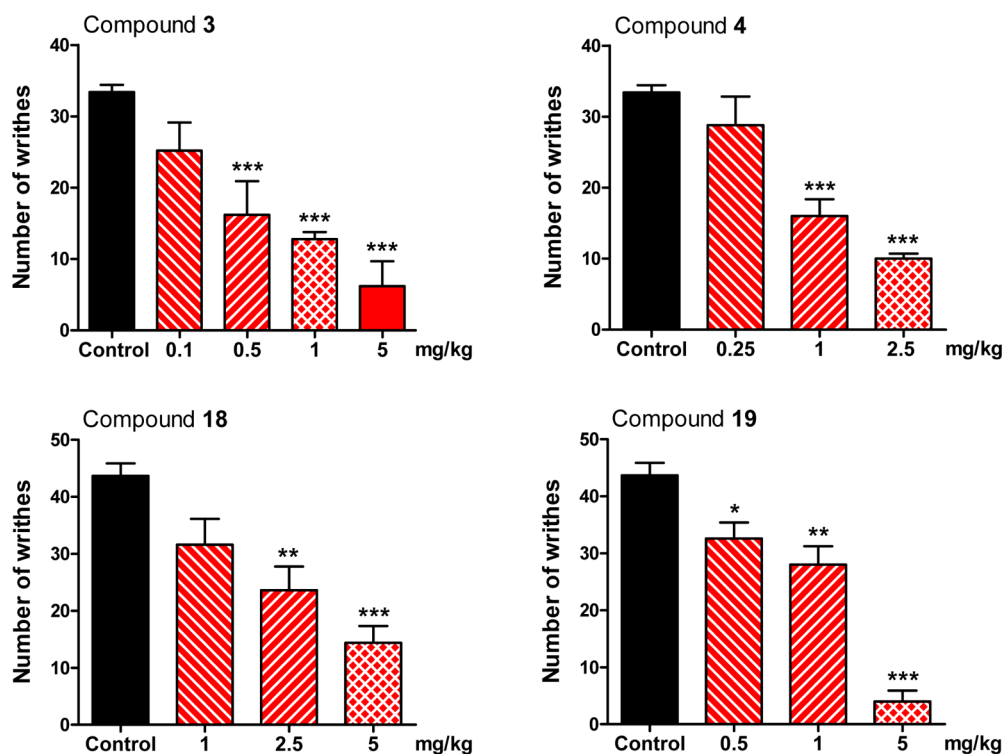 Compound 3
Number of writhes
40
30
20
10
0
***
***
***
Control 0.1 0.5 1 5 mg/kg
Compound 4
Number of writhes
40
30
20
10
0
***
***
Control 0.25 1 2.5 mg/kg
Compound 18
Number of writhes
50
40
30
20
10
0
**
***
Control 1 2.5 5 mg/kg
Compound 19
Number of writhes
50
40
30
20
10
0
*
**
***
Control 0.5 1 5 mg/kg